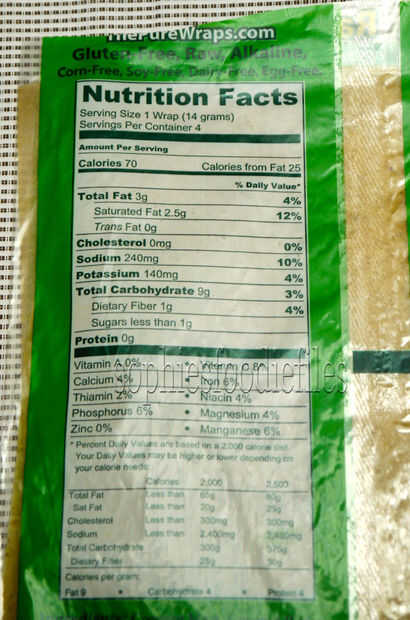 ThePureWraps.com
Gluten Free, Raw, Alkaline,
Corn-Free, Soy-Free, Dairy-Free, Egg-Free.
Nutrition Facts
Serving Size 1 Wrap (14 grams)
Servings Per Container 4
Amount Per Serving
Calories 70 Calories from Fat 25
% Daily Value*
Total Fat 3g 4%
Saturated Fat 2.5g 12%
Trans Fat 0g
Cholesterol 0mg 0%
Sodium 240mg 10%
Potassium 140mg 4%
Total Carbohydrate 9g 3%
Dietary Fiber 1g 4%
Sugars less than 1g
Protein 0g
Vitamin A 0% • Vitamin C 8%
Calcium 4% • Iron 6%
sophiesfoodiefiles
Thiamin 2% • Niacin 4%
Phosphorus 6% • Magnesium 4%
Zinc 0% • Manganese 6%
* Percent Daily Values are based on a 2,000 calorie diet.
Your Daily Values may be higher or lower depending on
your calorie needs:
Calories 2,000 2,500
Total Fat Less than 65g 80g
Sat Fat Less than 20g 25g
Cholesterol Less than 300mg 300mg
Sodium Less than 2,400mg 2,400mg
Total Carbohydrate 300g 375g
Dietary Fiber 25g 30g
Calories per gram:
Fat 9 • Carbohydrate 4 • Protein 4